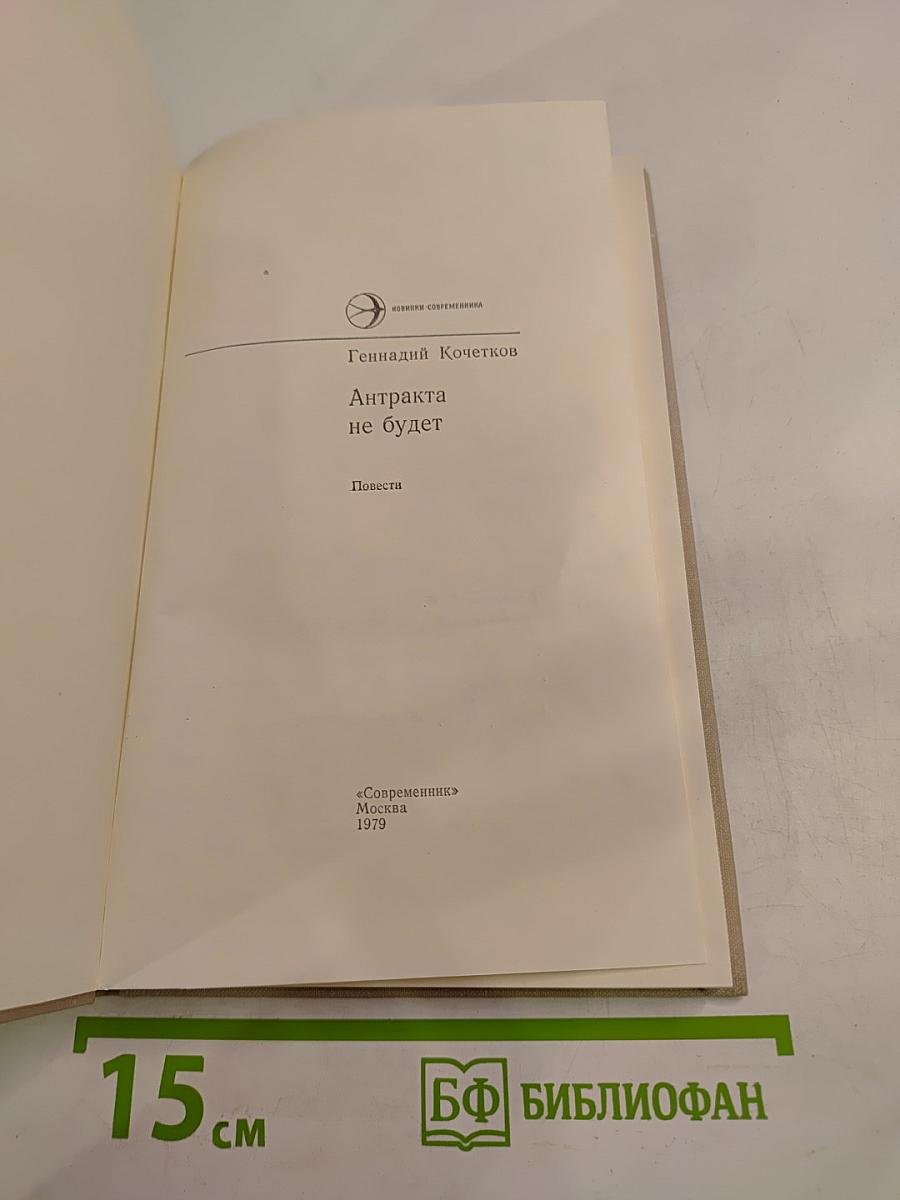 НОВИНКИ·СОВРЕМЕННИКА
Геннадий Кочетков
Антракта
не будет
Повести
«Современник»
Москва
1979
15 см
БФ БИБЛИОФАН